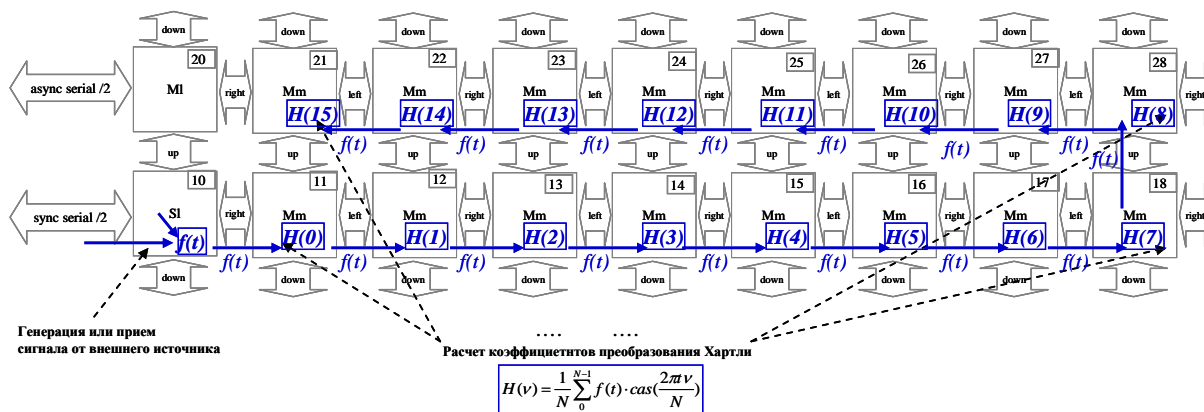 down down down down down down down down down
20 21 22 23 24 25 26 27 28
async serial /2 Ml right Mm left Mm right Mm left Mm right Mm left Mm right Mm left Mm right
H(15) H(14) H(13) H(12) H(11) H(10) H(9) H(8)
f(t) f(t) f(t) f(t) f(t) f(t) f(t) f(t)
up up up up up up up up up
10 11 12 13 14 15 16 17 18
sync serial /2 Sl right Mm left Mm right Mm left Mm right Mm left Mm right Mm left Mm right
f(t) H(0) H(1) H(2) H(3) H(4) H(5) H(6) H(7)
f(t) f(t) f(t) f(t) f(t) f(t) f(t) f(t)
down down down down down down down down down
Генерация или прием
сигнала от внешнего источника
.... ....
Расчет коэффициетнтов преобразования Хартли
H(ν) = 1/N ∑ 0 N−1 f(t)·cas(2πtν/N)